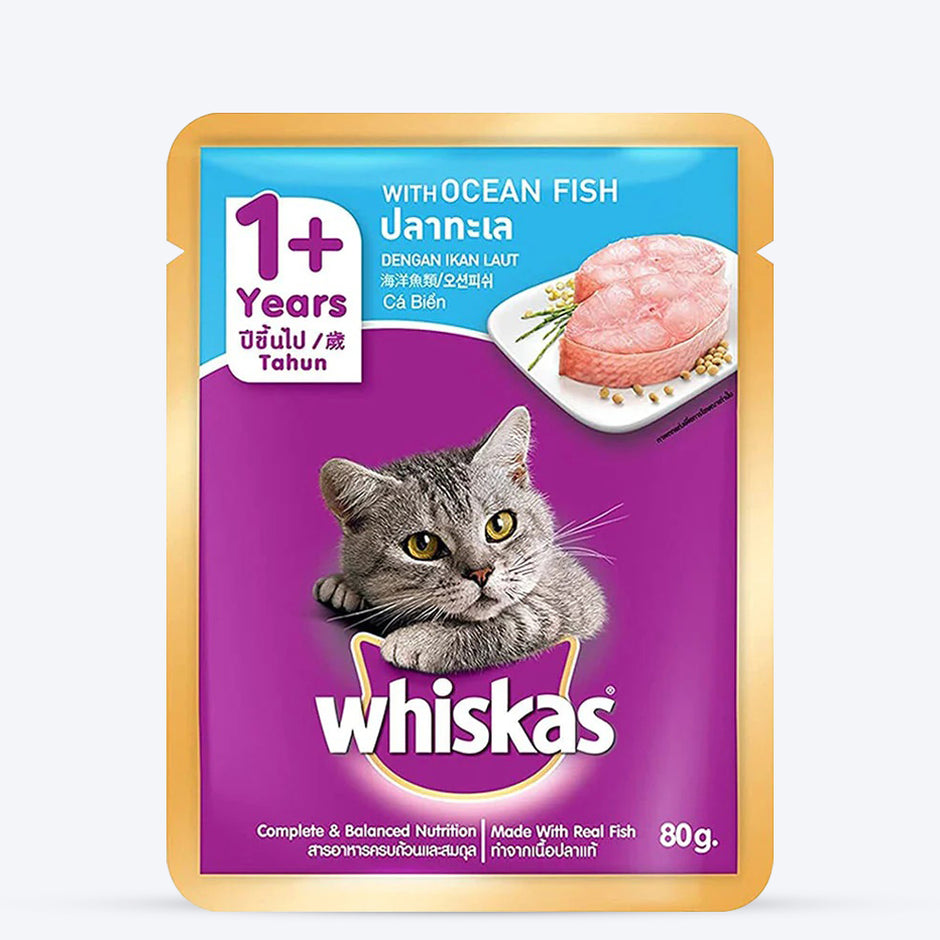 1+
Years
ปีขึ้นไป / 歲
Tahun
WITH OCEAN FISH
ปลาทะเล
DENGAN IKAN LAUT
海洋魚類/오션피쉬
Cá Biển
whiskas®
Complete & Balanced Nutrition
สารอาหารครบถ้วนและสมดุล
Made With Real Fish
ทำจากเนื้อปลาแท้
80g.